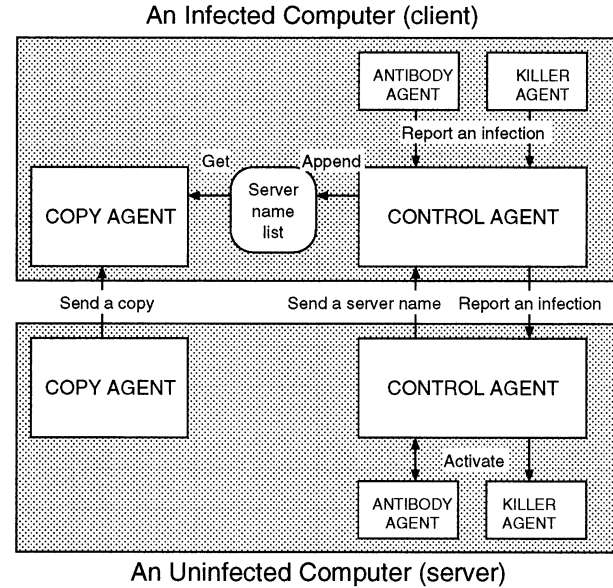 An Infected Computer (client)
ANTIBODY
AGENT
KILLER
AGENT
Report an infection
Get
Append
COPY AGENT
Server
name
list
CONTROL AGENT
Send a copy
Send a server name
Report an infection
COPY AGENT
CONTROL AGENT
Activate
ANTIBODY
AGENT
KILLER
AGENT
An Uninfected Computer (server)